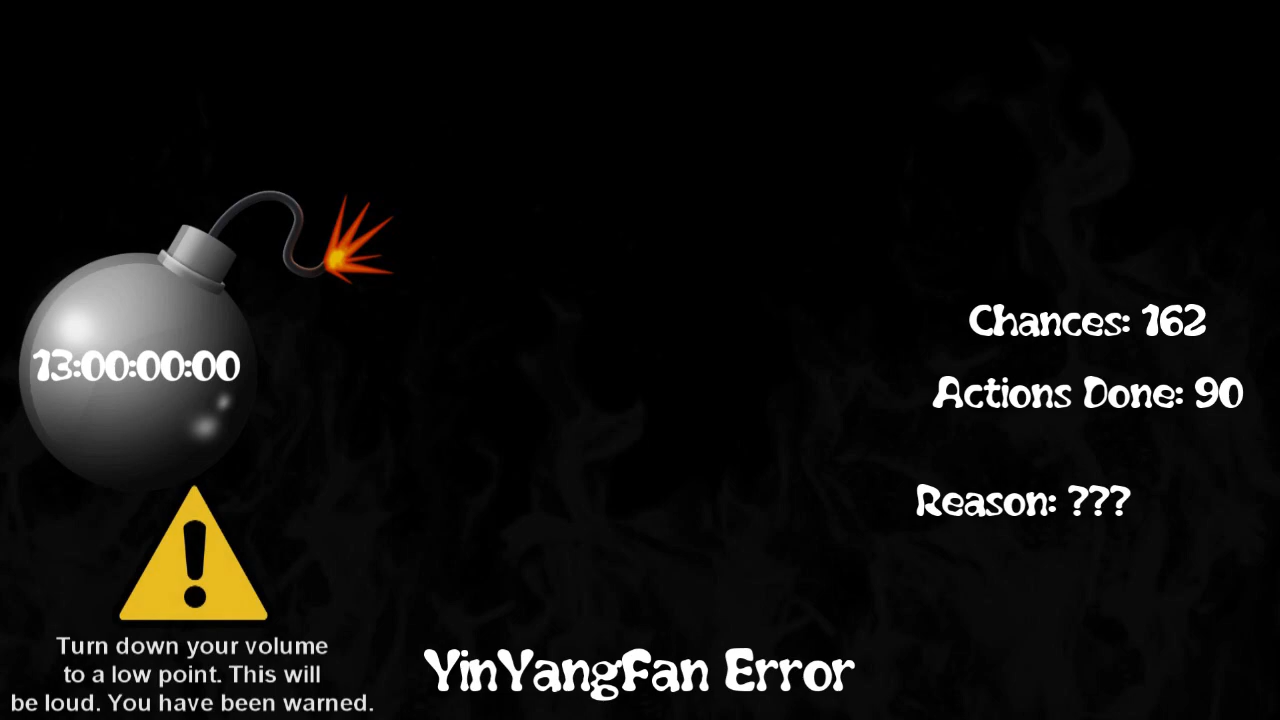 Chances: 162
13:00:00:00
Actions Done: 90
Reason: ???
Turn down your volume
to a low point. This will
be loud. You have been warned.
YinYangFan Error